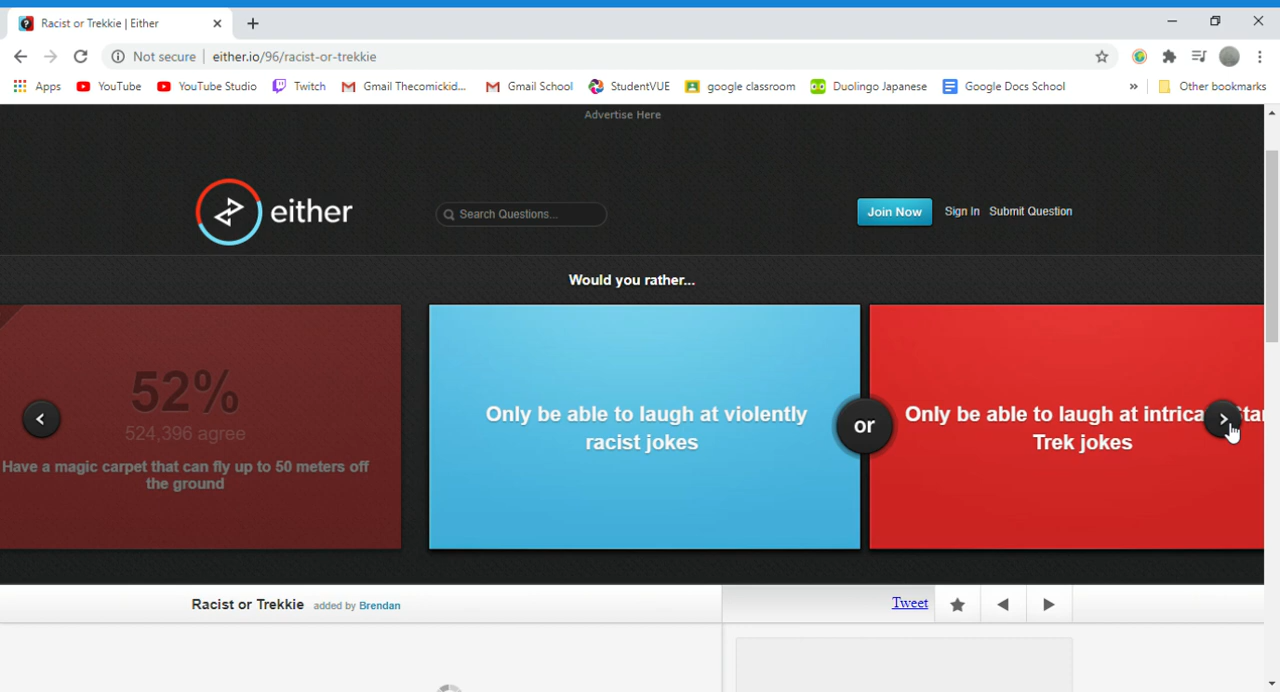 Racist or Trekkie | Either
Not secure
either.io/96/racist-or-trekkie
Apps
YouTube
YouTube Studio
Twitch
Gmail Thecomickid...
Gmail School
StudentVUE
google classroom
Duolingo Japanese
Google Docs School
»
Other bookmarks
Advertise Here
either
Search Questions...
Join Now
Sign In
Submit Question
Would you rather...
52%
524,396 agree
Have a magic carpet that can fly up to 50 meters off
the ground
Only be able to laugh at violently
racist jokes
or
Only be able to laugh at
Trek jokes
Racist or Trekkie
added by Brendan
Tweet